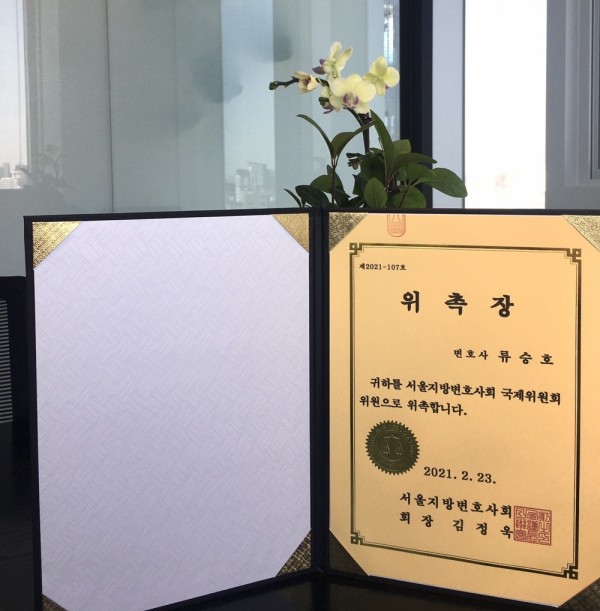 제2021-107호
위 촉 장
변호사 류 승 호
귀하를 서울지방변호사회 국제위원회
위원으로 위촉합니다.
2021. 2. 23.
서울지방변호사회
회 장 김 정 욱